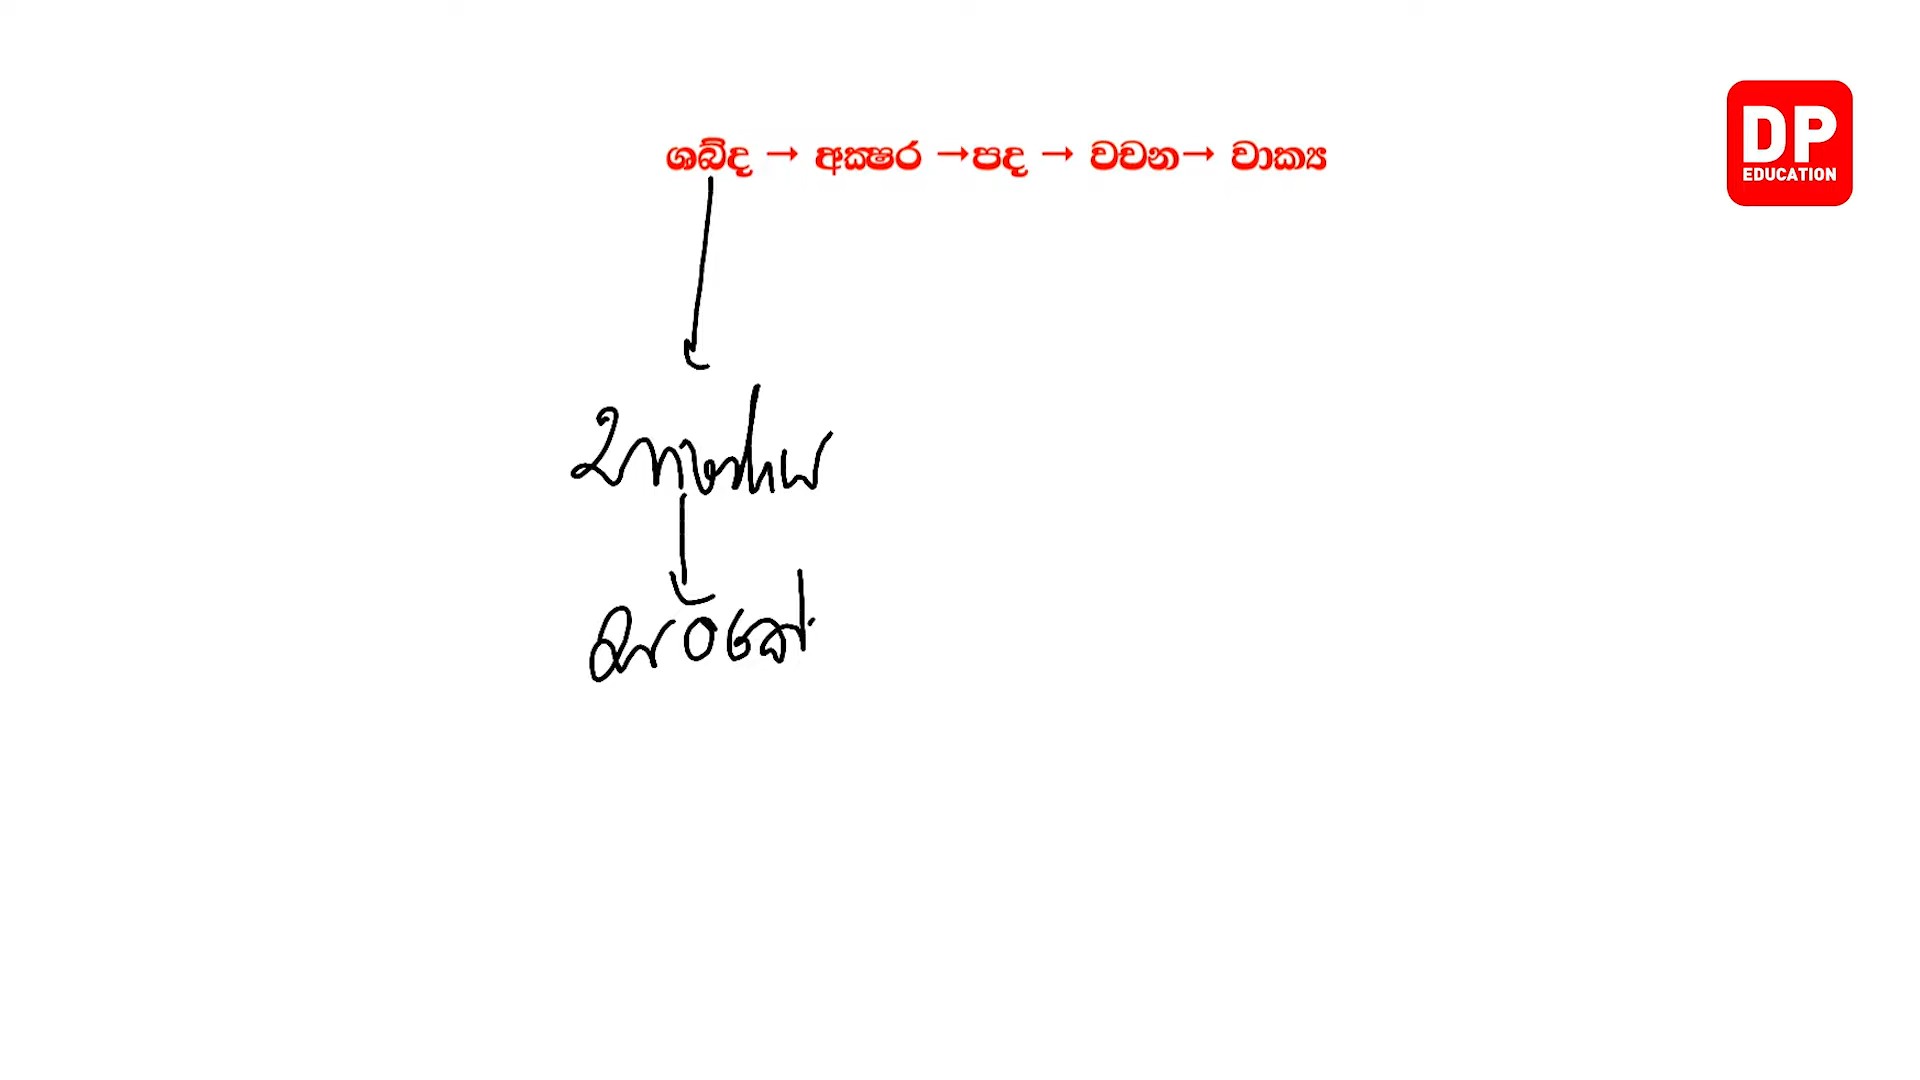 ශබ්ද → අක්ෂර → පද → වචන → වාක්‍ය
DP
EDUCATION